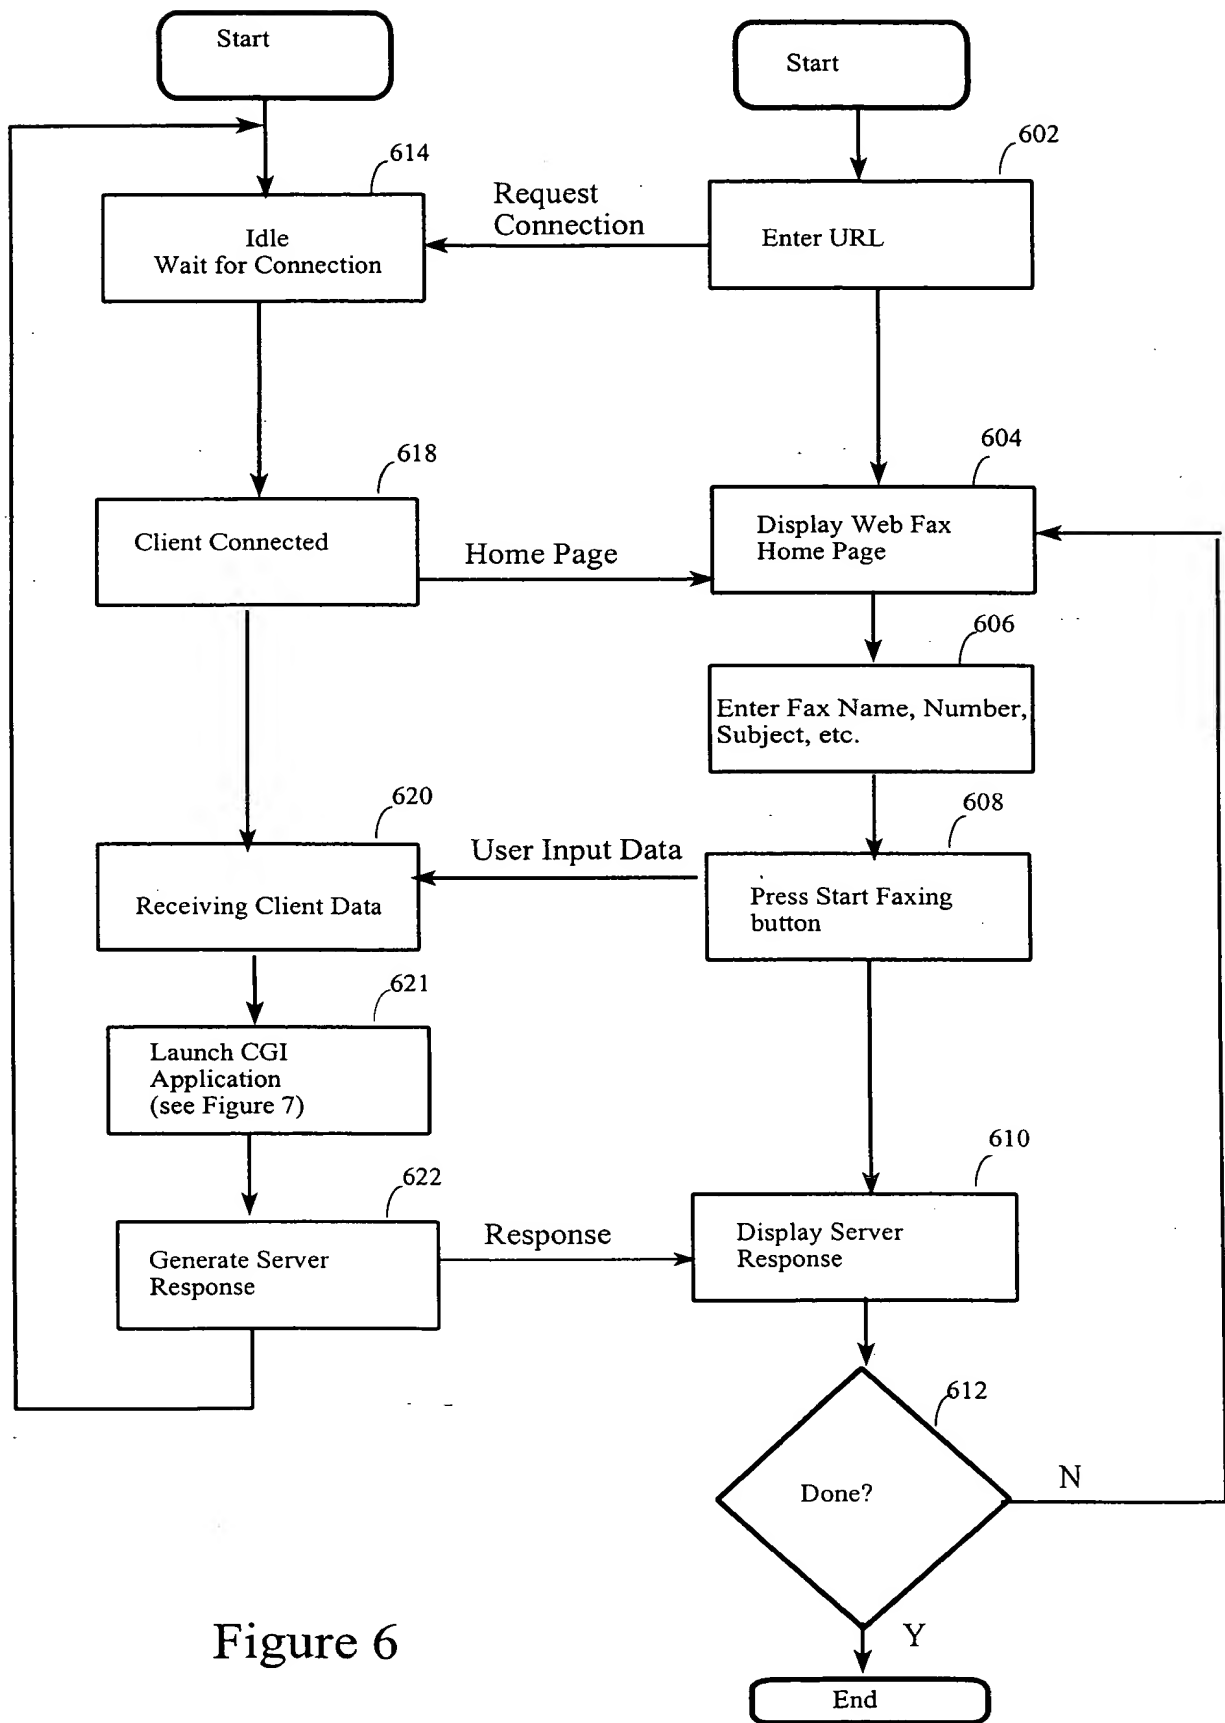 Start
Start
602
614
Request
Connection
Enter URL
Idle
Wait for Connection
604
618
Display Web Fax
Home Page
Client Connected
Home Page
606
Enter Fax Name, Number,
Subject, etc.
620
608
User Input Data
Press Start Faxing
button
Receiving Client Data
621
Launch CGI
Application
(see Figure 7)
610
622
Response
Display Server
Response
Generate Server
Response
612
Done?
N
Figure 6
Y
End